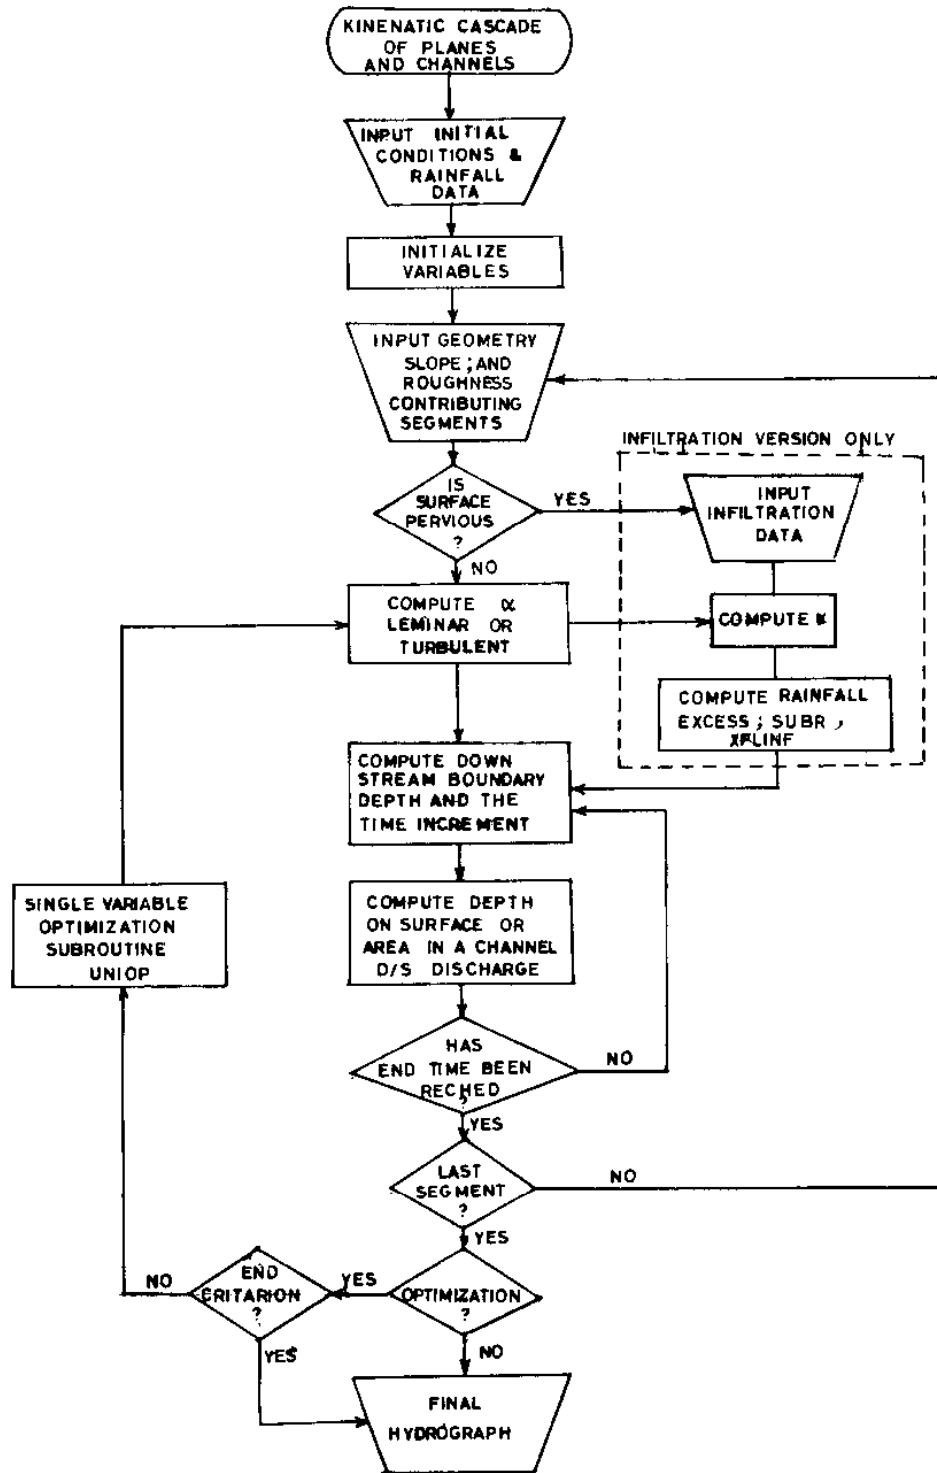 KINENATIC CASCADE
OF PLANES
AND CHANNELS
INPUT INITIAL
CONDITIONS &
RAINFALL
DATA
INITIALIZE
VARIABLES
INPUT GEOMETRY
SLOPE ; AND
ROUGHNESS
CONTRIBUTING
SEGMENTS
INFILTRATION VERSION ONLY
IS
SURFACE
PERVIOUS
?
YES
INPUT
INFILTRATION
DATA
NO
COMPUTE ∝
LEMINAR OR
TURBULENT
COMPUTE
COMPUTE RAINFALL
EXCESS ; SUBR ,
XFLINF
COMPUTE DOWN
STREAM BOUNDARY
DEPTH AND THE
TIME INCREMENT
SINGLE VARIABLE
OPTIMIZATION
SUBROUTINE
UNIOP
COMPUTE DEPTH
ON SURFACE OR
AREA IN A CHANNEL
D/S DISCHARGE
HAS
END TIME BEEN
RECHED
?
NO
YES
LAST
SEGMENT
?
NO
YES
OPTIMIZATION
?
YES
END
CRITARION
?
NO
YES
NO
FINAL
HYDROGRAPH